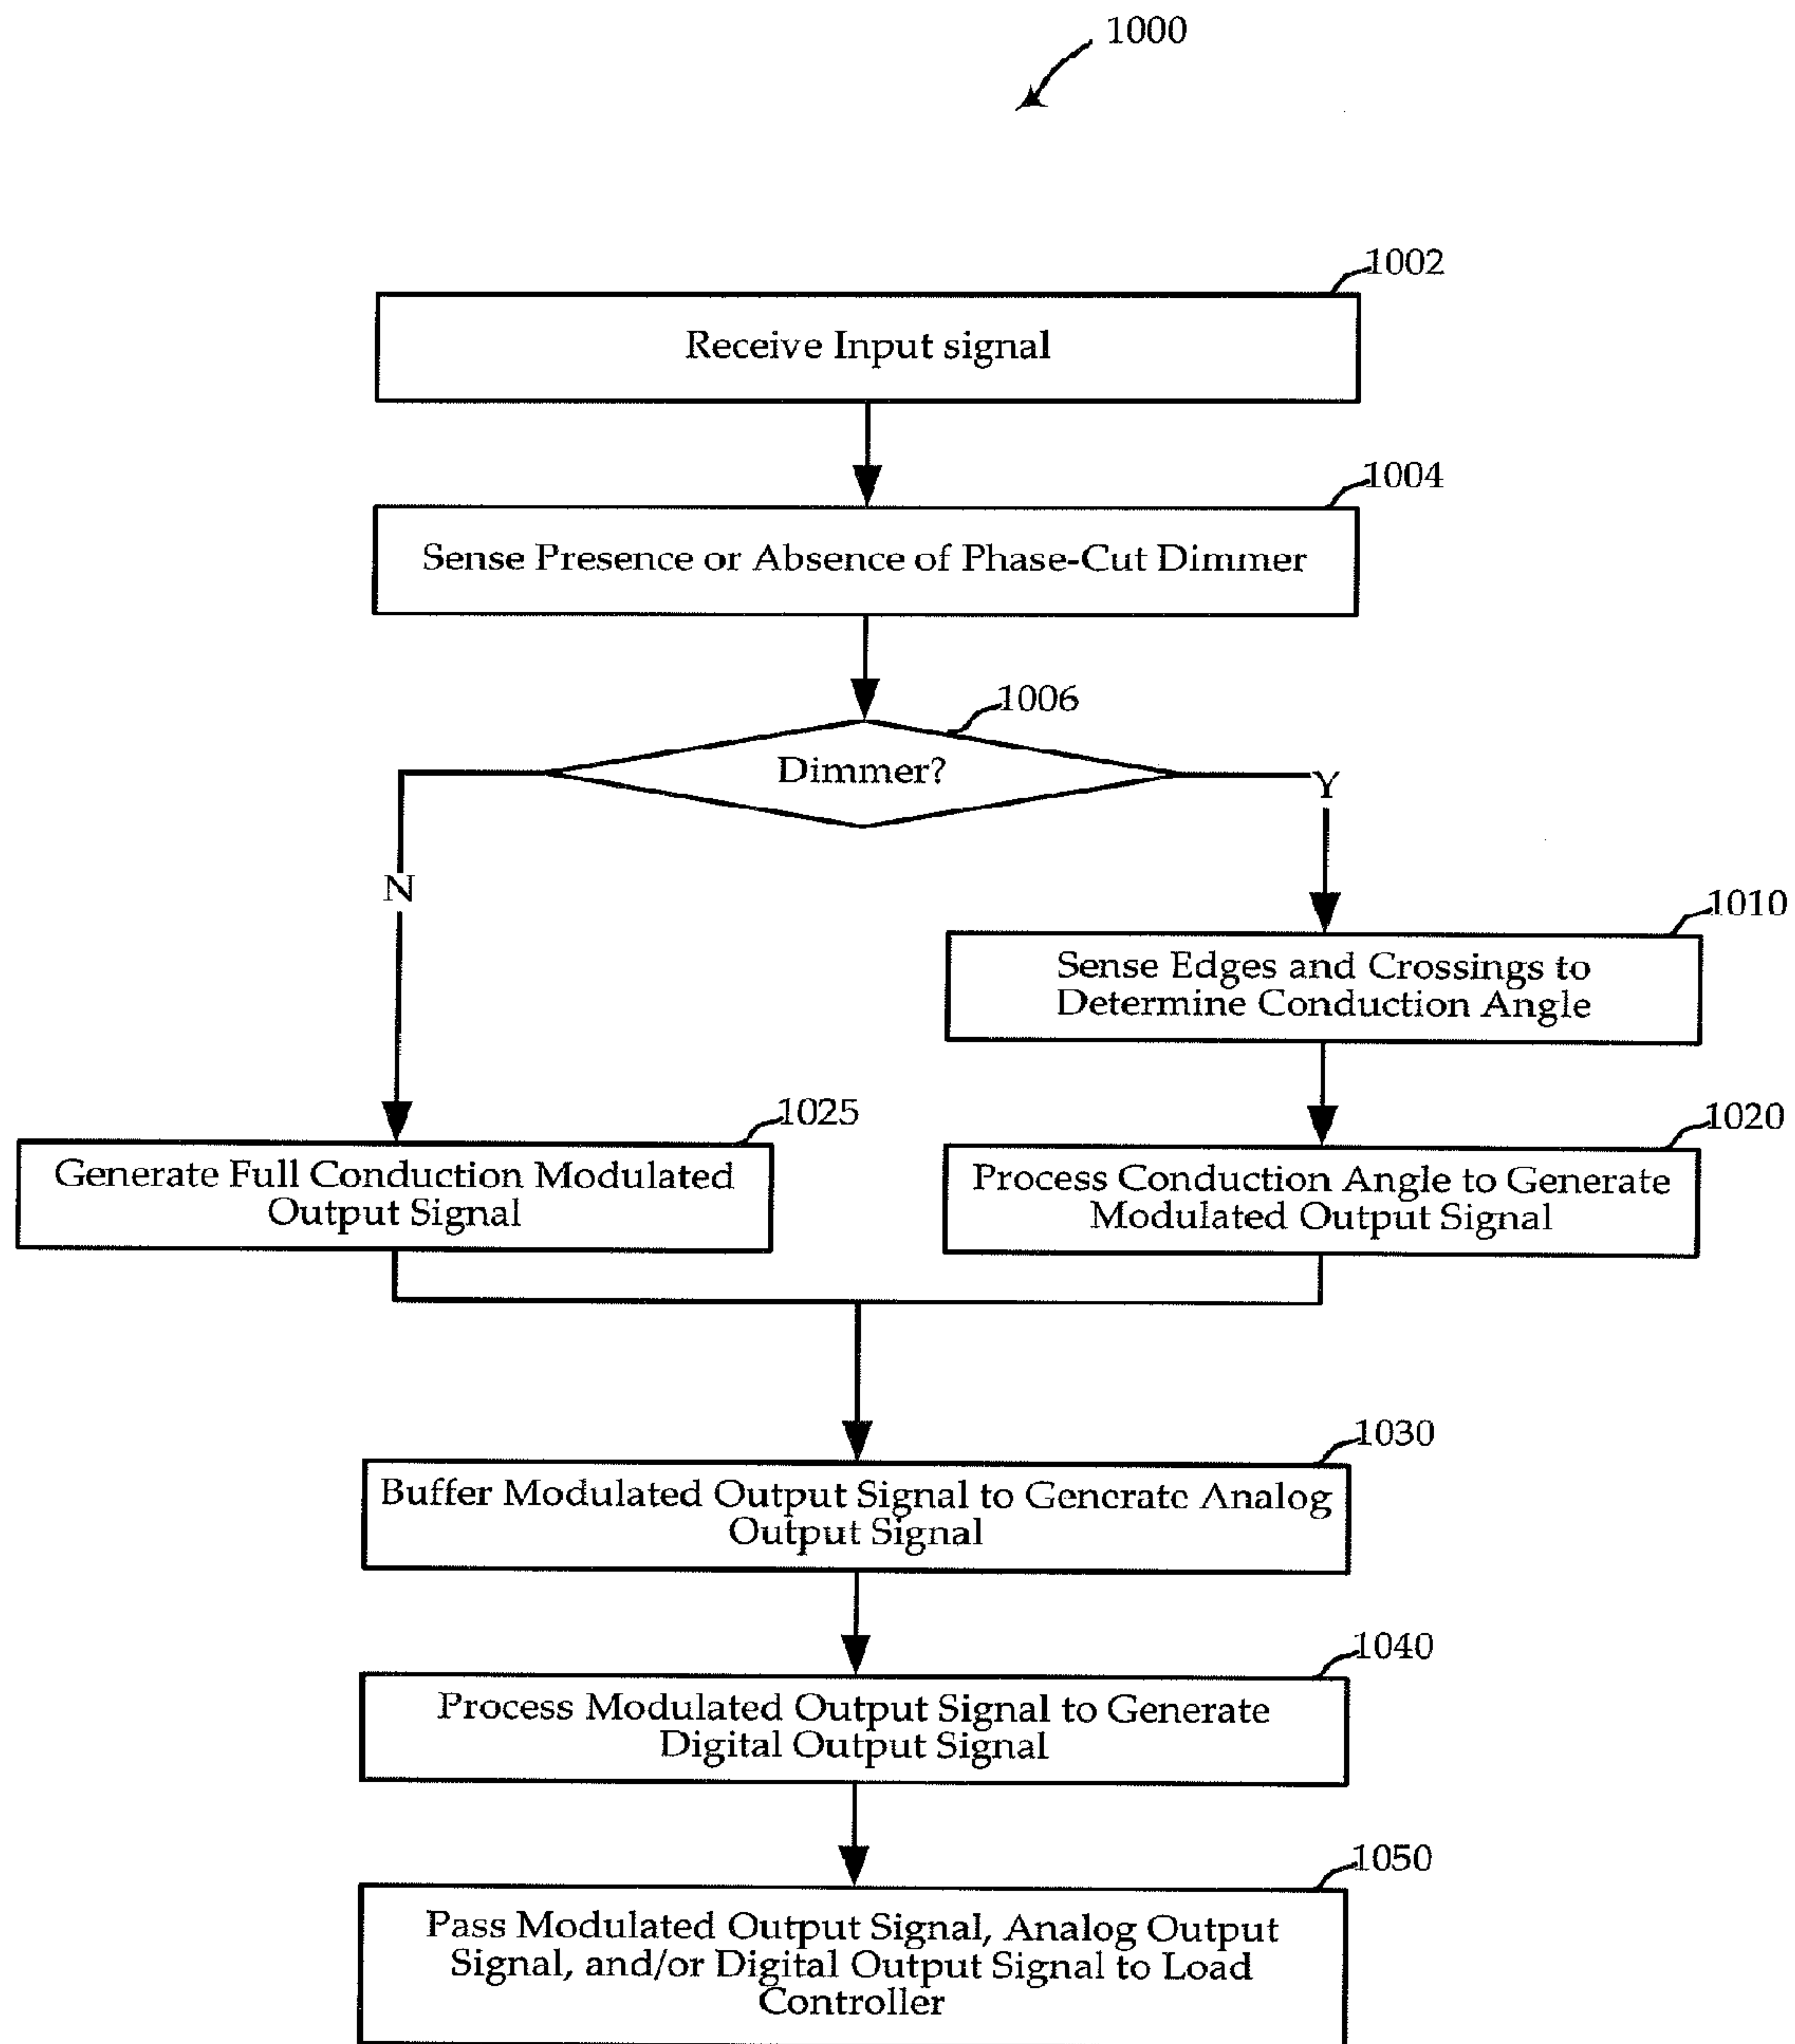 1000
1002
Receive Input signal
1004
Sense Presence or Absence of Phase-Cut Dimmer
1006
Dimmer?
Y
N
1010
Sense Edges and Crossings to
Determine Conduction Angle
1025
Generate Full Conduction Modulated
Output Signal
1020
Process Conduction Angle to Generate
Modulated Output Signal
1030
Buffer Modulated Output Signal to Generate Analog
Output Signal
1040
Process Modulated Output Signal to Generate
Digital Output Signal
1050
Pass Modulated Output Signal, Analog Output
Signal, and/or Digital Output Signal to Load
Controller